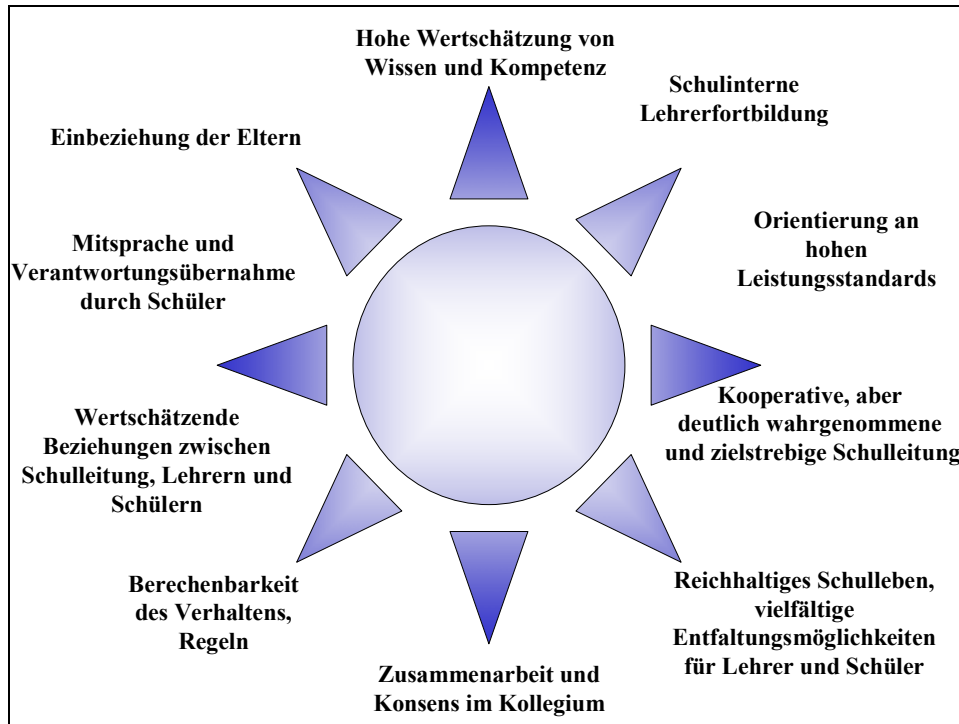 Hohe Wertschätzung von
Wissen und Kompetenz
Schulinterne
Lehrerfortbildung
Einbeziehung der Eltern
Orientierung an
hohen
Leistungsstandards
Mitsprache und
Verantwortungsübernahme
durch Schüler
Kooperative, aber
deutlich wahrgenommene
und zielstrebige Schulleitung
Wertschätzende
Beziehungen zwischen
Schulleitung, Lehrern und
Schülern
Reichhaltiges Schulleben,
vielfältige
Entfaltungsmöglichkeiten
für Lehrer und Schüler
Berechenbarkeit
des Verhaltens,
Regeln
Zusammenarbeit und
Konsens im Kollegium